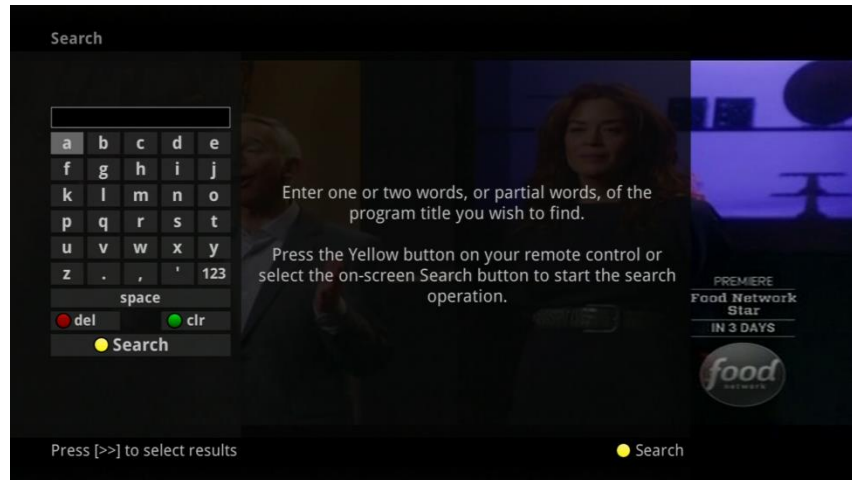 Search
a b c d e
f g h i j
k l m n o
p q r s t
u v w x y
z . , ' 123
space
del clr
Search
Enter one or two words, or partial words, of the
program title you wish to find.
Press the Yellow button on your remote control or
select the on-screen Search button to start the search
operation.
PREMIERE
Food Network
Star
IN 3 DAYS
food
network
Press [>>] to select results
Search